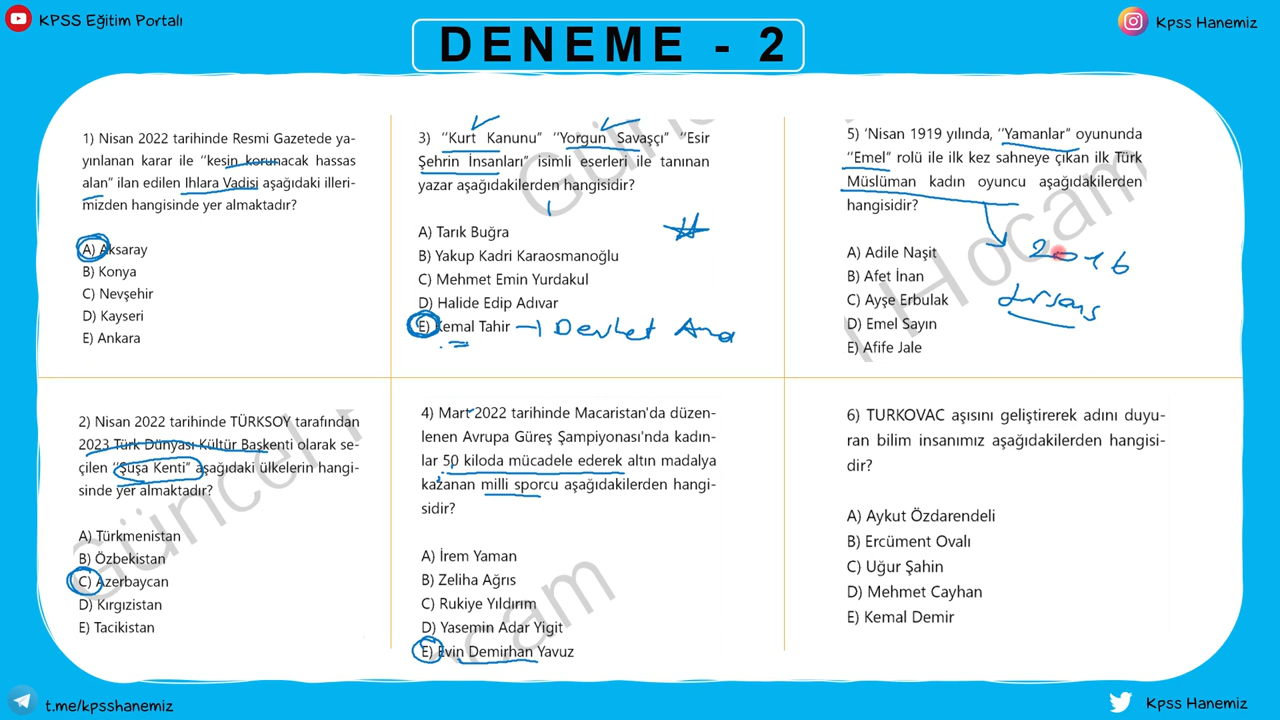 KPSS Eğitim Portalı
DENEME - 2
Kpss Hanemiz
1) Nisan 2022 tarihinde Resmi Gazetede ya-
yınlanan karar ile ‘‘kesin korunacak hassas
alan” ilan edilen Ihlara Vadisi aşağıdaki illeri-
mizden hangisinde yer almaktadır?
A) Aksaray
B) Konya
C) Nevşehir
D) Kayseri
E) Ankara
2) Nisan 2022 tarihinde TÜRKSOY tarafından
2023 Türk Dünyası Kültür Başkenti olarak se-
çilen ‘‘Şuşa Kenti” aşağıdaki ülkelerin hangi-
sinde yer almaktadır?
A) Türkmenistan
B) Özbekistan
C) Azerbaycan
D) Kırgızistan
E) Tacikistan
3) ‘‘Kurt Kanunu” ‘‘Yorgun Savaşçı” ‘‘Esir
Şehrin İnsanları” isimli eserleri ile tanınan
yazar aşağıdakilerden hangisidir?
A) Tarık Buğra
B) Yakup Kadri Karaosmanoğlu
C) Mehmet Emin Yurdakul
D) Halide Edip Adıvar
E) Kemal Tahir Devlet Ana
4) Mart 2022 tarihinde Macaristan'da düzen-
lenen Avrupa Güreş Şampiyonası'nda kadın-
lar 50 kiloda mücadele ederek altın madalya
kazanan milli sporcu aşağıdakilerden hangi-
sidir?
A) İrem Yaman
B) Zeliha Ağrıs
C) Rukiye Yıldırım
D) Yasemin Adar Yigit
E) Evin Demirhan Yavuz
5) ‘Nisan 1919 yılında, ‘‘Yamanlar” oyununda
‘‘Emel” rolü ile ilk kez sahneye çıkan ilk Türk
Müslüman kadın oyuncu aşağıdakilerden
hangisidir?
A) Adile Naşit
B) Afet İnan
C) Ayşe Erbulak
D) Emel Sayın
E) Afife Jale
2016
Lisans
6) TURKOVAC aşısını geliştirerek adını duyu-
ran bilim insanımız aşağıdakilerden hangisi-
dir?
A) Aykut Özdarendeli
B) Ercüment Ovalı
C) Uğur Şahin
D) Mehmet Cayhan
E) Kemal Demir
Güncel
Hocam
t.me/kpsshanemiz
Kpss Hanemiz